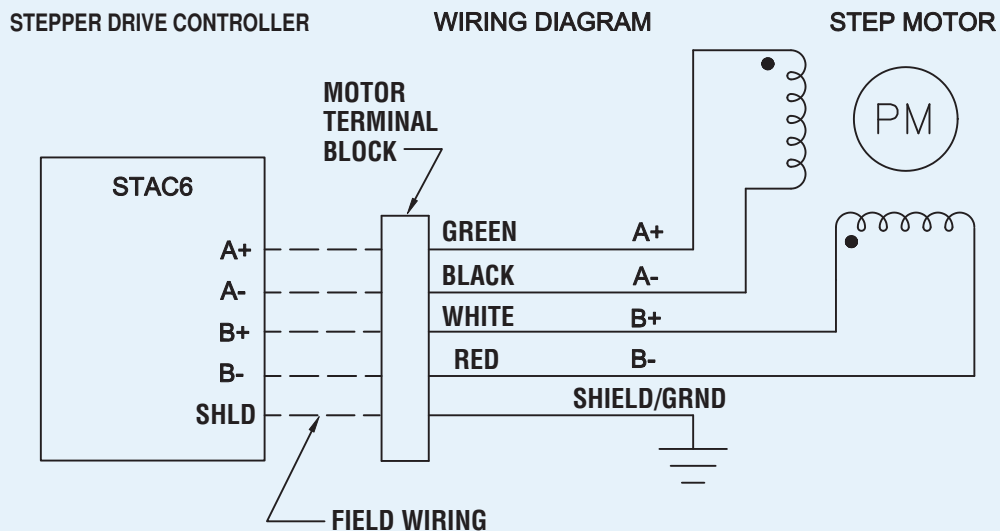 STEPPER DRIVE CONTROLLER
WIRING DIAGRAM
STEP MOTOR
MOTOR
TERMINAL
BLOCK
PM
STAC6
A+
A-
B+
B-
SHLD
GREEN A+
BLACK A-
WHITE B+
RED B-
SHIELD/GRND
FIELD WIRING